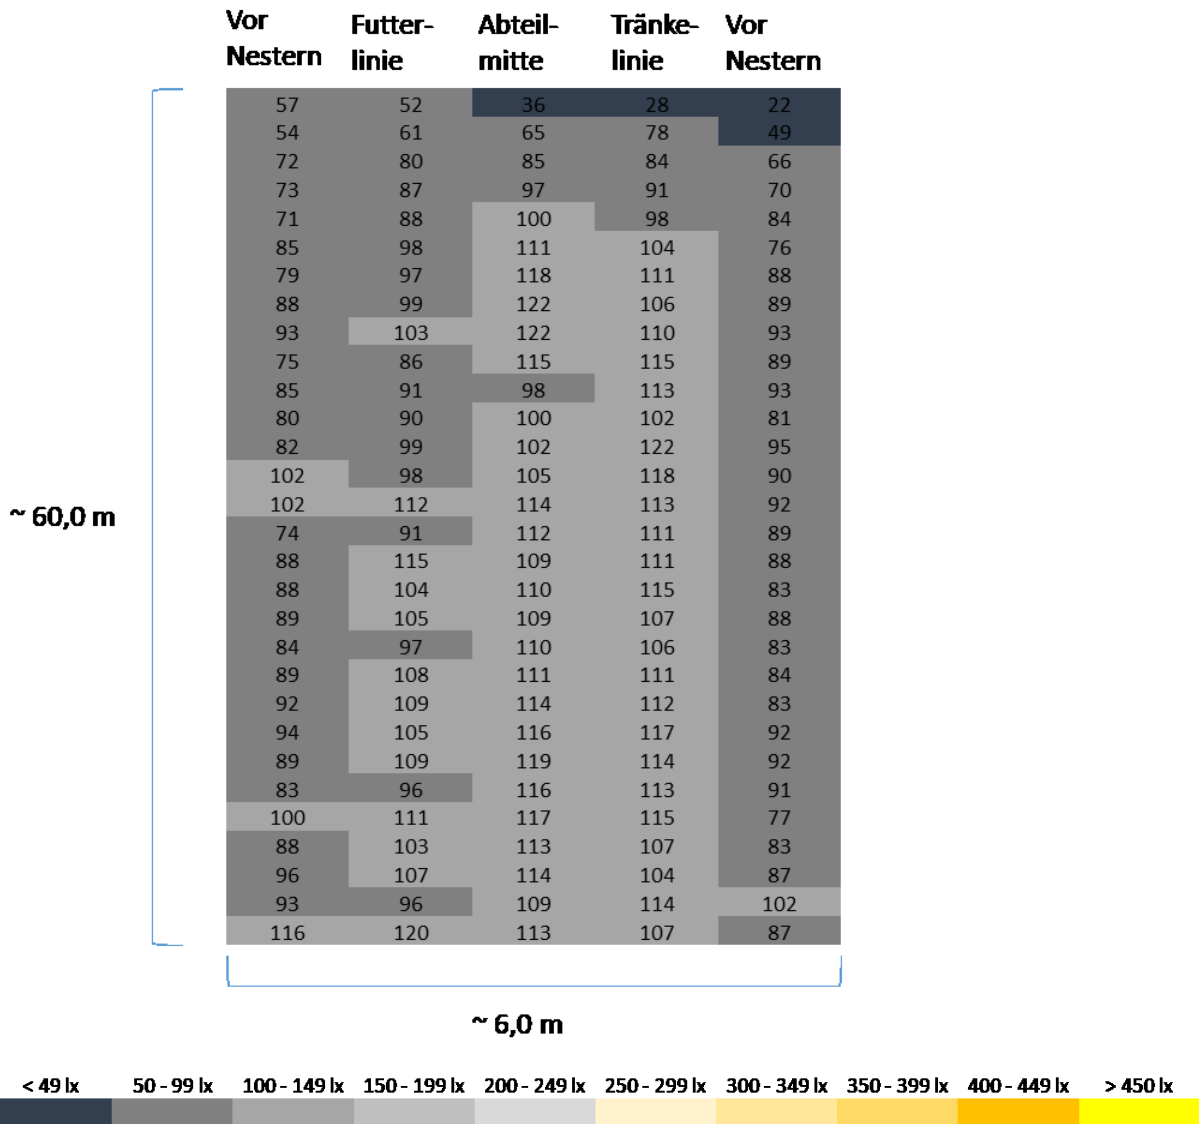 Vor Futter- Abteil- Tränke- Vor
Nestern linie mitte linie Nestern
57 52 36 28 22
54 61 65 78 49
72 80 85 84 66
73 87 97 91 70
71 88 100 98 84
85 98 111 104 76
79 97 118 111 88
88 99 122 106 89
93 103 122 110 93
75 86 115 115 89
85 91 98 113 93
80 90 100 102 81
82 99 102 122 95
102 98 105 118 90
102 112 114 113 92
~ 60,0 m
74 91 112 111 89
88 115 109 111 88
88 104 110 115 83
89 105 109 107 88
84 97 110 106 83
89 108 111 111 84
92 109 114 112 83
94 105 116 117 92
89 109 119 114 92
83 96 116 113 91
100 111 117 115 77
88 103 113 107 83
96 107 114 104 87
93 96 109 114 102
116 120 113 107 87
~ 6,0 m
< 49 lx 50 - 99 lx 100 - 149 lx 150 - 199 lx 200 - 249 lx 250 - 299 lx 300 - 349 lx 350 - 399 lx 400 - 449 lx > 450 lx